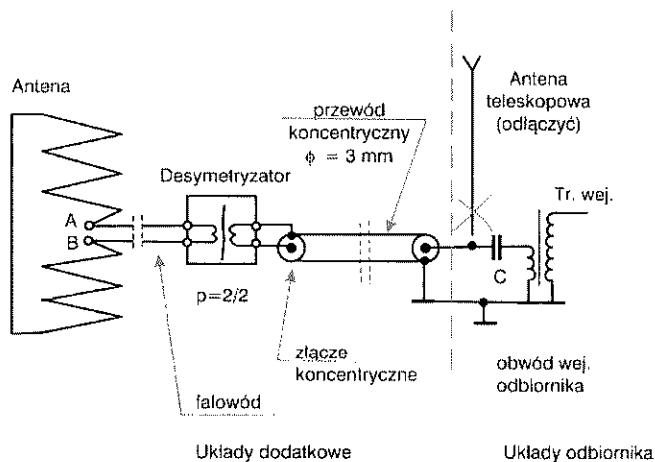 Antena
Antena
teleskopowa
(odłączyć)
przewód
koncentryczny
ϕ = 3 mm
Desymetryzator
Tr. wej.
A
B
C
p=2/2
złącze
koncentryczne
obwód wej.
odbiornika
falowód
Układy dodatkowe
Układy odbiornika